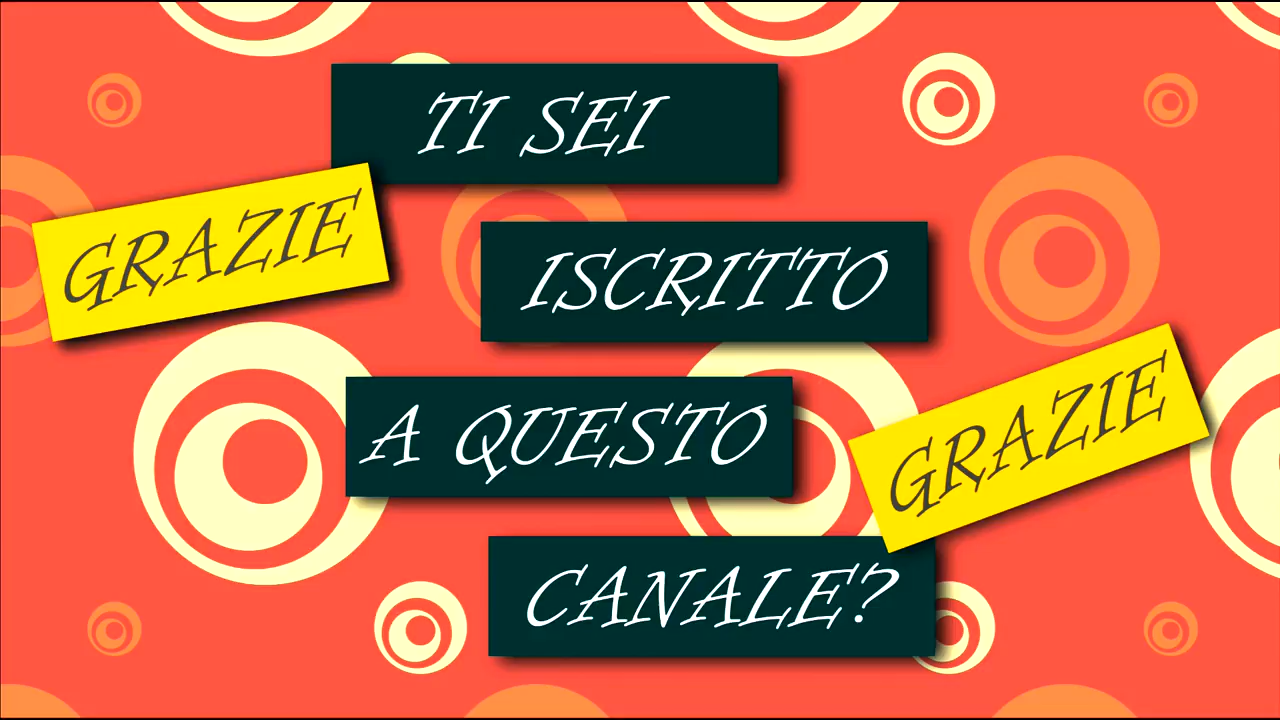 TI SEI
GRAZIE
ISCRITTO
A QUESTO
GRAZIE
CANALE?